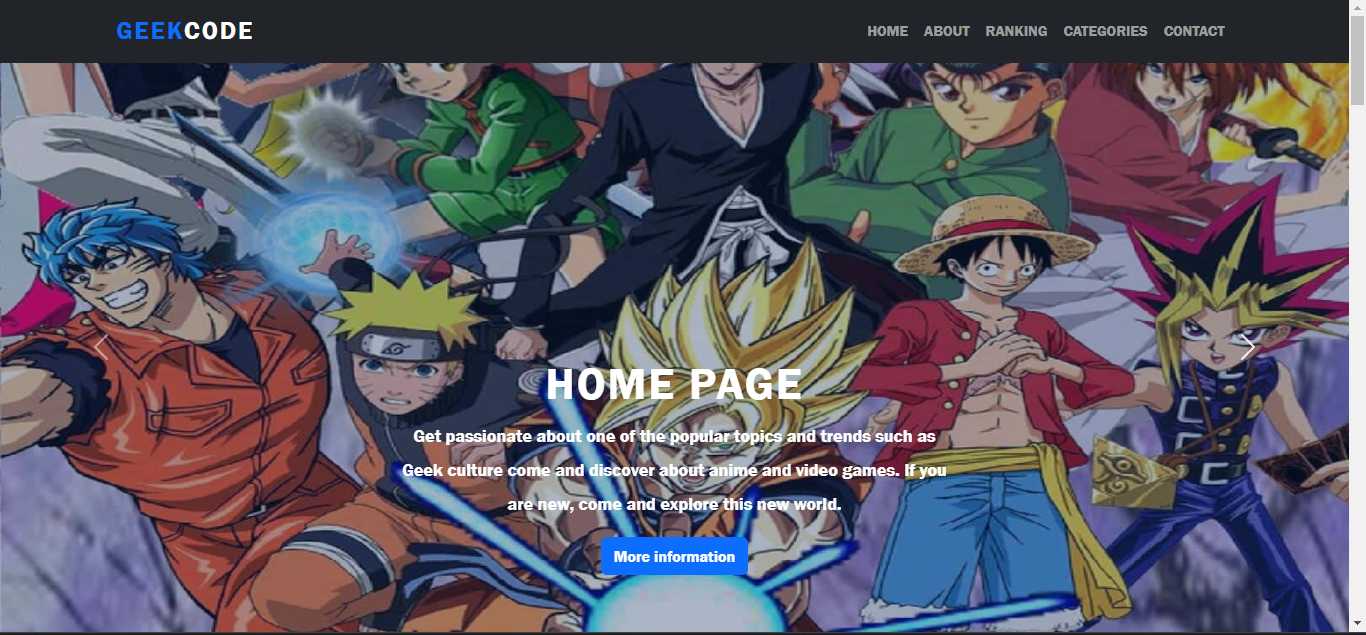 GEEKCODE
HOME ABOUT RANKING CATEGORIES CONTACT
HOME PAGE
Get passionate about one of the popular topics and trends such as
Geek culture come and discover about anime and video games. If you
are new, come and explore this new world.
More information